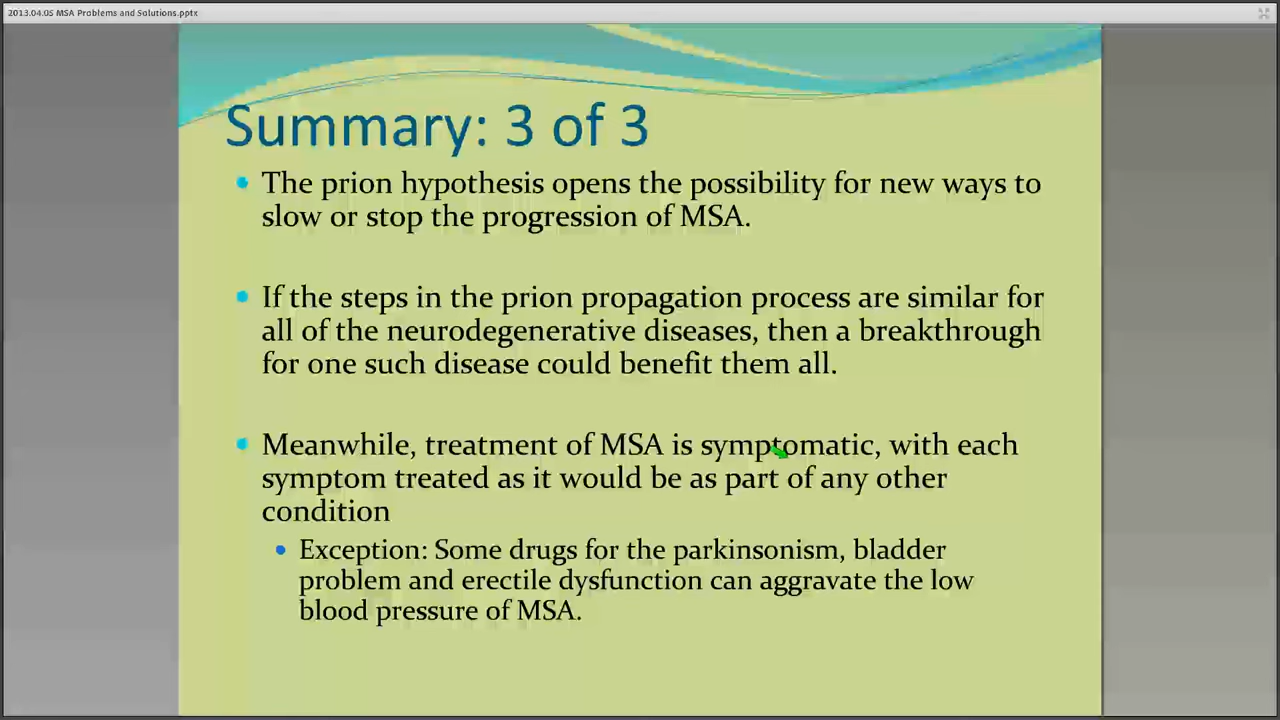 2013.04.05 MSA Problems and Solutions.pptx
Summary: 3 of 3
The prion hypothesis opens the possibility for new ways to
slow or stop the progression of MSA.
If the steps in the prion propagation process are similar for
all of the neurodegenerative diseases, then a breakthrough
for one such disease could benefit them all.
Meanwhile, treatment of MSA is symptomatic, with each
symptom treated as it would be as part of any other
condition
Exception: Some drugs for the parkinsonism, bladder
problem and erectile dysfunction can aggravate the low
blood pressure of MSA.